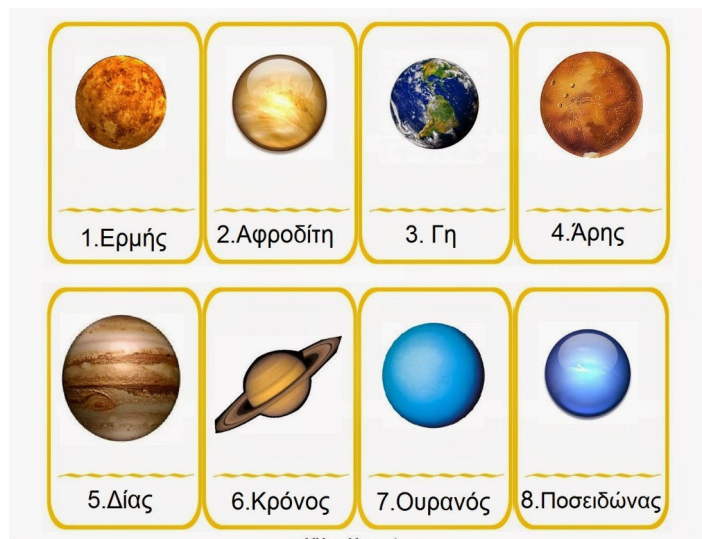 1.Ερμής
2.Αφροδίτη
3. Γη
4.Άρης
5.Δίας
6.Κρόνος
7.Ουρανός
8.Ποσειδώνας